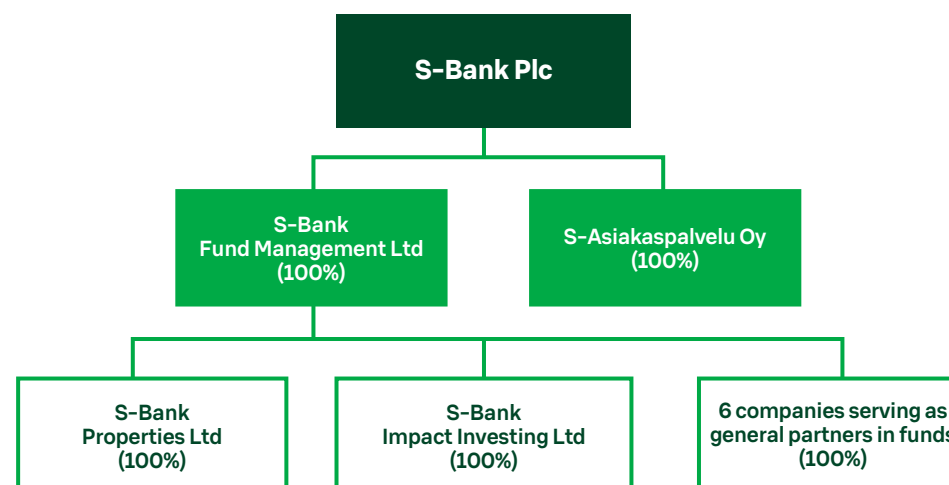 S-Bank Plc
S-Bank
Fund Management Ltd
(100%)
S-Asiakaspalvelu Oy
(100%)
S-Bank
Properties Ltd
(100%)
S-Bank
Impact Investing Ltd
(100%)
6 companies serving as
general partners in funds
(100%)